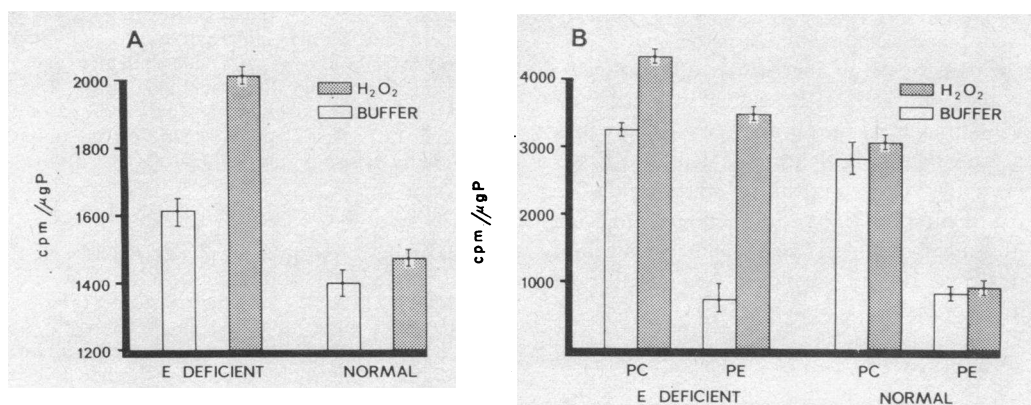 A
2000
1800
1600
1400
1200
cpm/μgP
H₂O₂
BUFFER
E DEFICIENT NORMAL
B
4000
3000
2000
1000
cpm/μgP
H₂O₂
BUFFER
PC PE PC PE
E DEFICIENT NORMAL